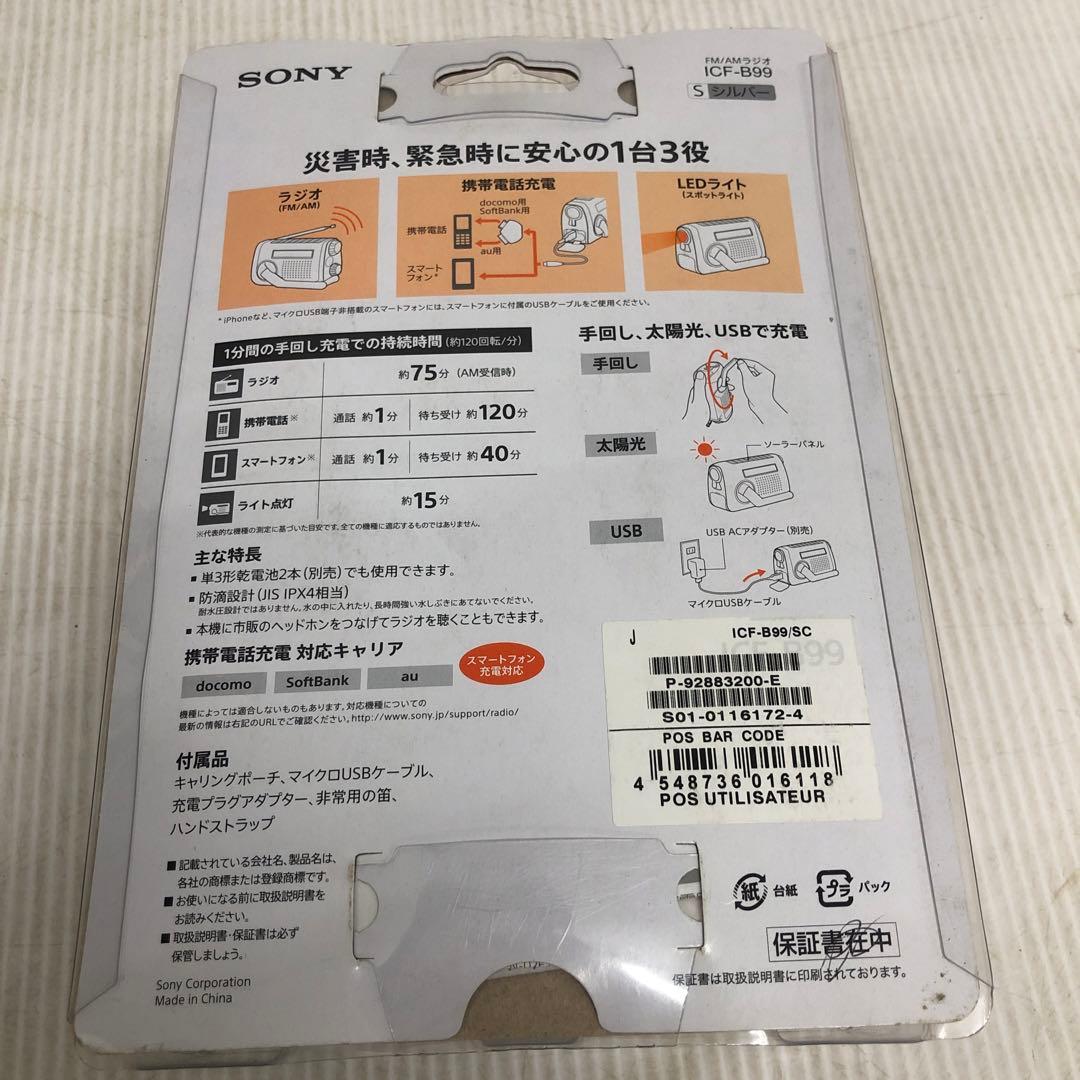 SONY
FM/AMラジオ
ICF-B99
S シルバー
災害時、緊急時に安心の1台3役
ラジオ
(FM/AM)
携帯電話充電
docomo用
SoftBank用
携帯電話
au用
スマート
フォン*
LEDライト
(スポットライト)
* iPhoneなど、マイクロUSB端子非搭載のスマートフォンには、スマートフォンに付属のUSBケーブルをご使用ください。
1分間の手回し充電での持続時間(約120回転/分)
ラジオ 約75分(AM受信時)
携帯電話※ 通話 約1分 待ち受け 約120分
スマートフォン※ 通話 約1分 待ち受け 約40分
ライト点灯 約15分
※代表的な機種の測定に基づいた目安です。全ての機種に適応するものではありません。
手回し、太陽光、USBで充電
手回し
太陽光
ソーラーパネル
USB
USB ACアダプター(別売)
マイクロUSBケーブル
主な特長
■ 単3形乾電池2本(別売)でも使用できます。
■ 防滴設計(JIS IPX4相当)
耐水圧設計ではありません。水の中に入れたり、長時間強い水しぶきにあてないでください。
■ 本機に市販のヘッドホンをつなげてラジオを聴くこともできます。
携帯電話充電 対応キャリア
スマートフォン
充電対応
docomo SoftBank au
機種によっては適合しないものもあります。対応機種についての
最新の情報は右記のURLでご確認ください。http://www.sony.jp/support/radio/
付属品
キャリングポーチ、マイクロUSBケーブル、
充電プラグアダプター、非常用の笛、
ハンドストラップ
J ICF-B99/SC
P-92883200-E
S01-0116172-4
POS BAR CODE
4 548736 016118
POS UTILISATEUR
■ 記載されている会社名、製品名は、
各社の商標または登録商標です。
■ お使いになる前に取扱説明書を
お読みください。
■ 取扱説明書・保証書は必ず
保管しましょう。
Sony Corporation
Made in China
紙 台紙
プラ パック
保証書在中
保証書は取扱説明書に印刷されております。